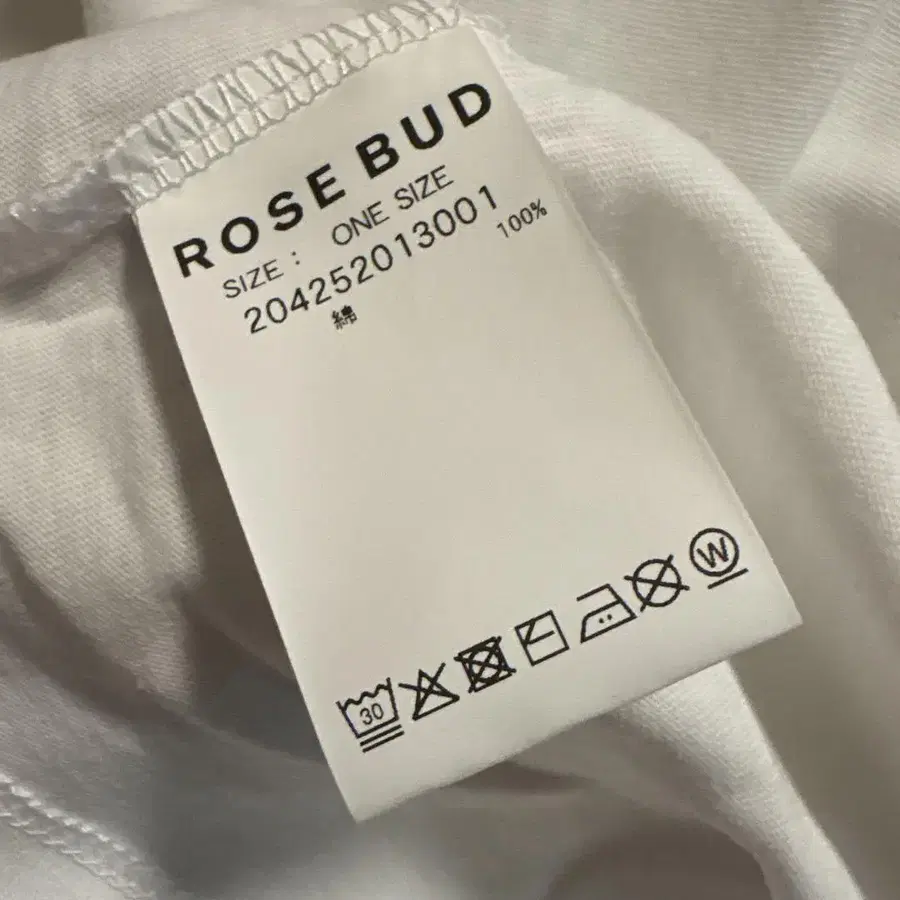 ROSE BUD
SIZE : ONE SIZE
204252013001
綿 100%
30
W